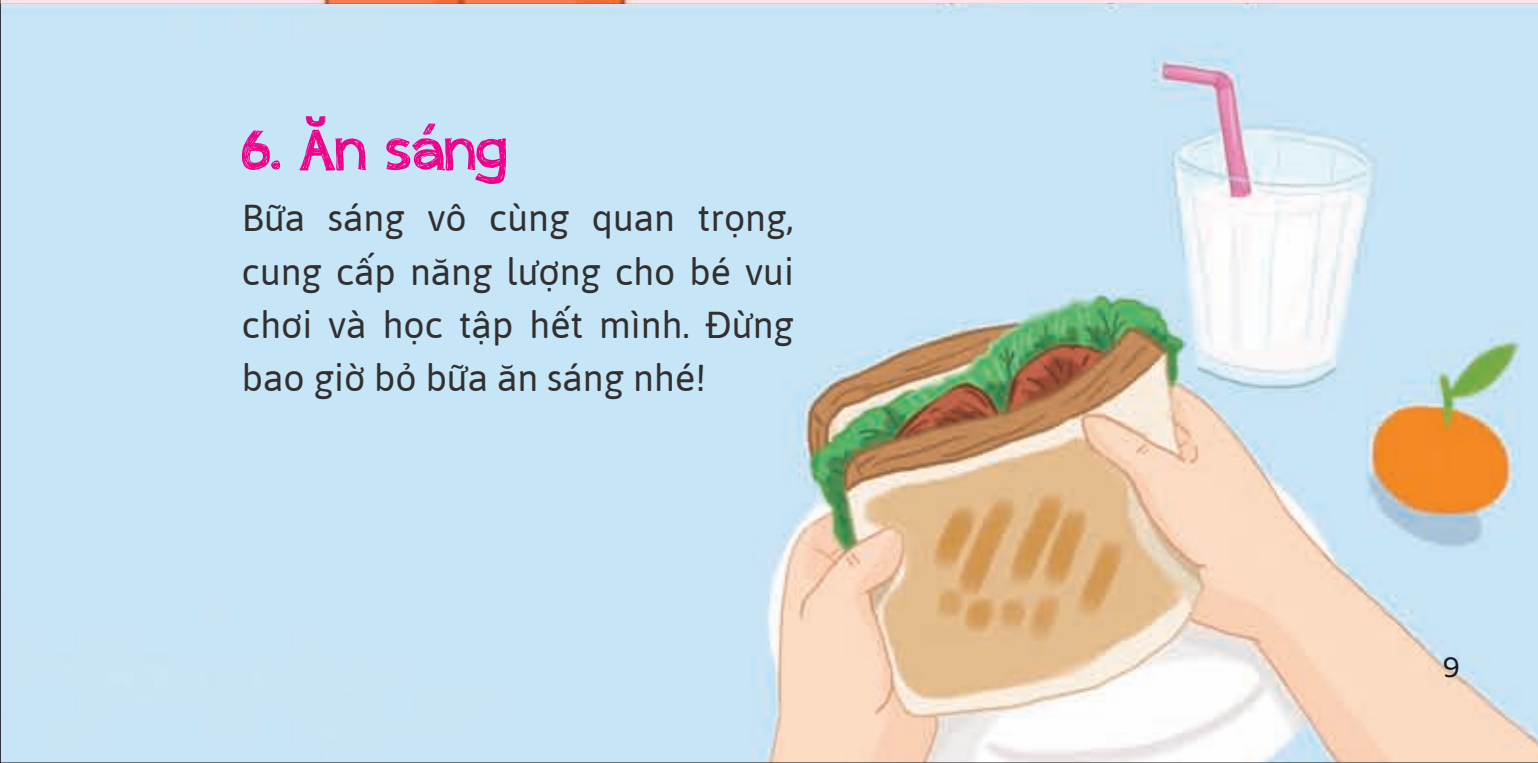 6. Ăn sáng
Bữa sáng vô cùng quan trọng,
cung cấp năng lượng cho bé vui
chơi và học tập hết mình. Đừng
bao giờ bỏ bữa ăn sáng nhé!
9